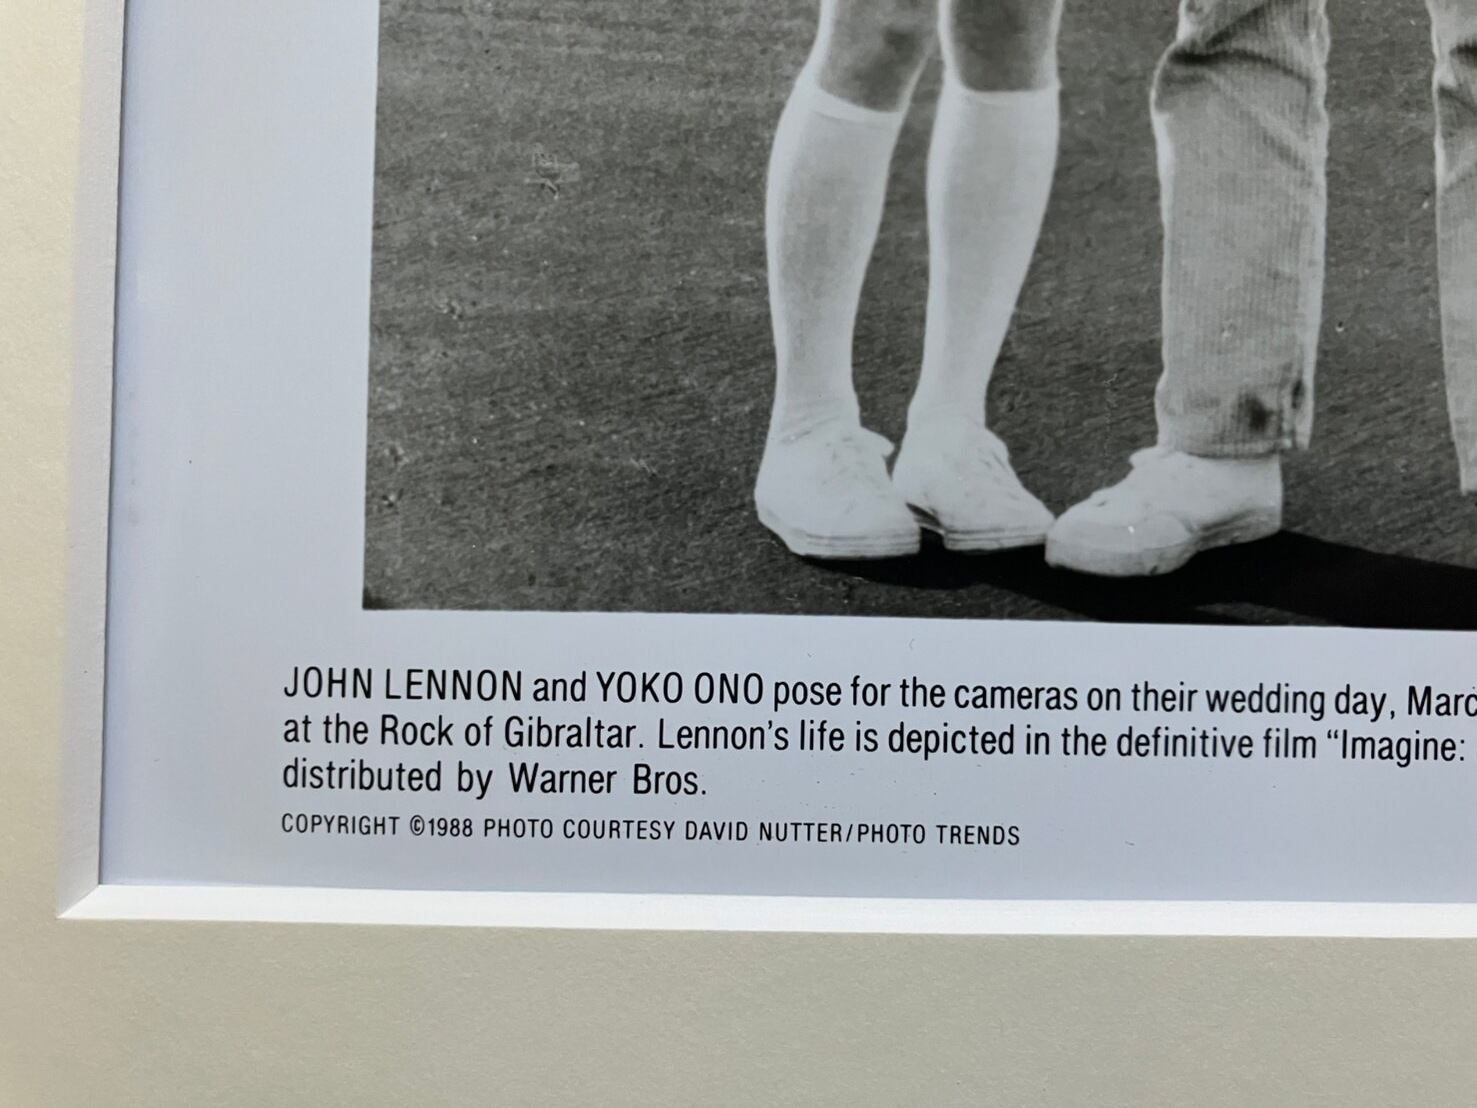 JOHN LENNON and YOKO ONO pose for the cameras on their wedding day, Marc
at the Rock of Gibraltar. Lennon's life is depicted in the definitive film “Imagine:
distributed by Warner Bros.
COPYRIGHT ©1988 PHOTO COURTESY DAVID NUTTER/PHOTO TRENDS